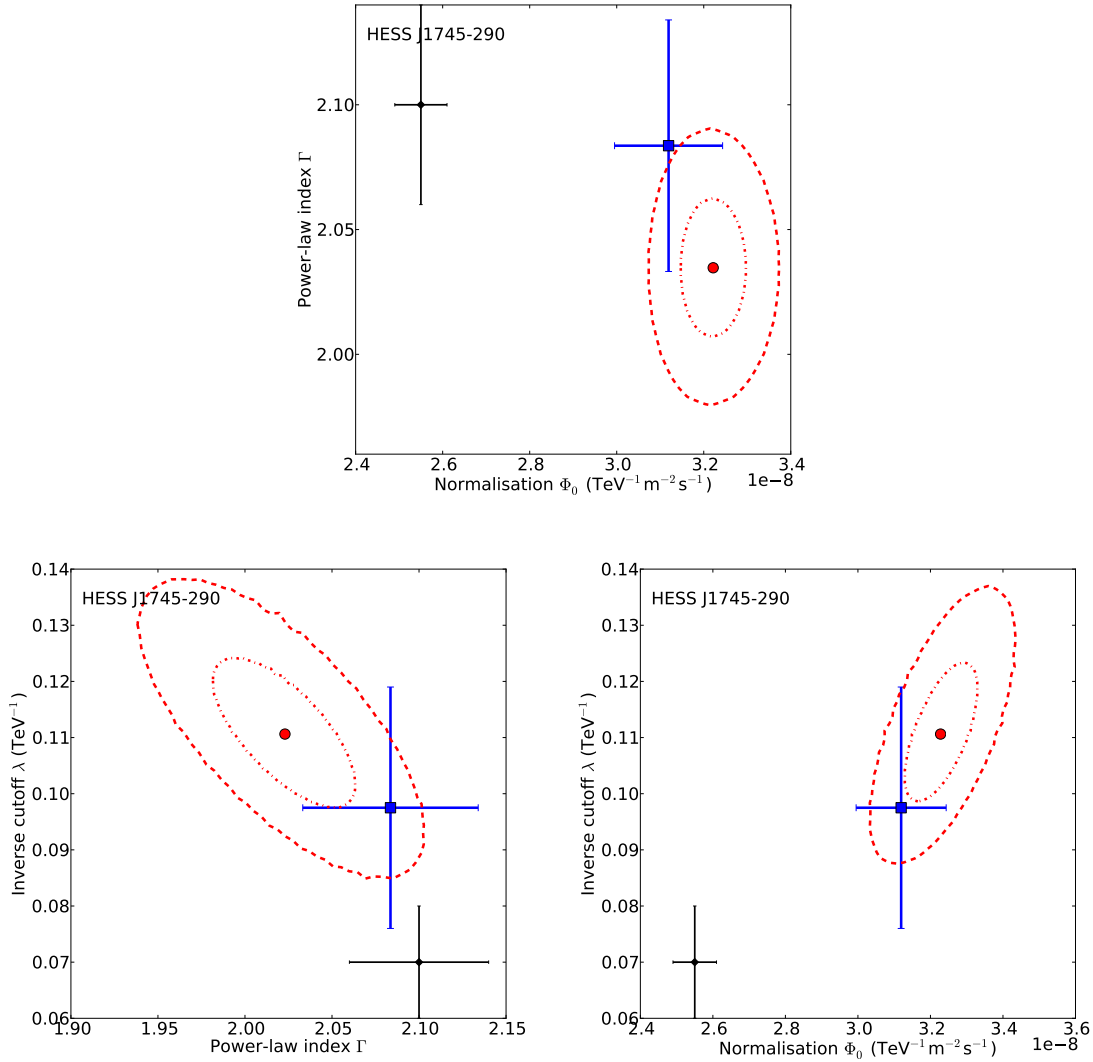 HESS J1745-290
Power-law index Γ
2.10
2.05
2.00
2.4 2.6 2.8 3.0 3.2 3.4
Normalisation Φ₀ (TeV⁻¹m⁻²s⁻¹)
1e−8
HESS J1745-290
Inverse cutoff λ (TeV⁻¹)
0.14
0.13
0.12
0.11
0.10
0.09
0.08
0.07
0.06
1.90 1.95 2.00 2.05 2.10 2.15
Power-law index Γ
HESS J1745-290
Inverse cutoff λ (TeV⁻¹)
0.14
0.13
0.12
0.11
0.10
0.09
0.08
0.07
0.06
2.4 2.6 2.8 3.0 3.2 3.4 3.6
Normalisation Φ₀ (TeV⁻¹m⁻²s⁻¹)
1e−8